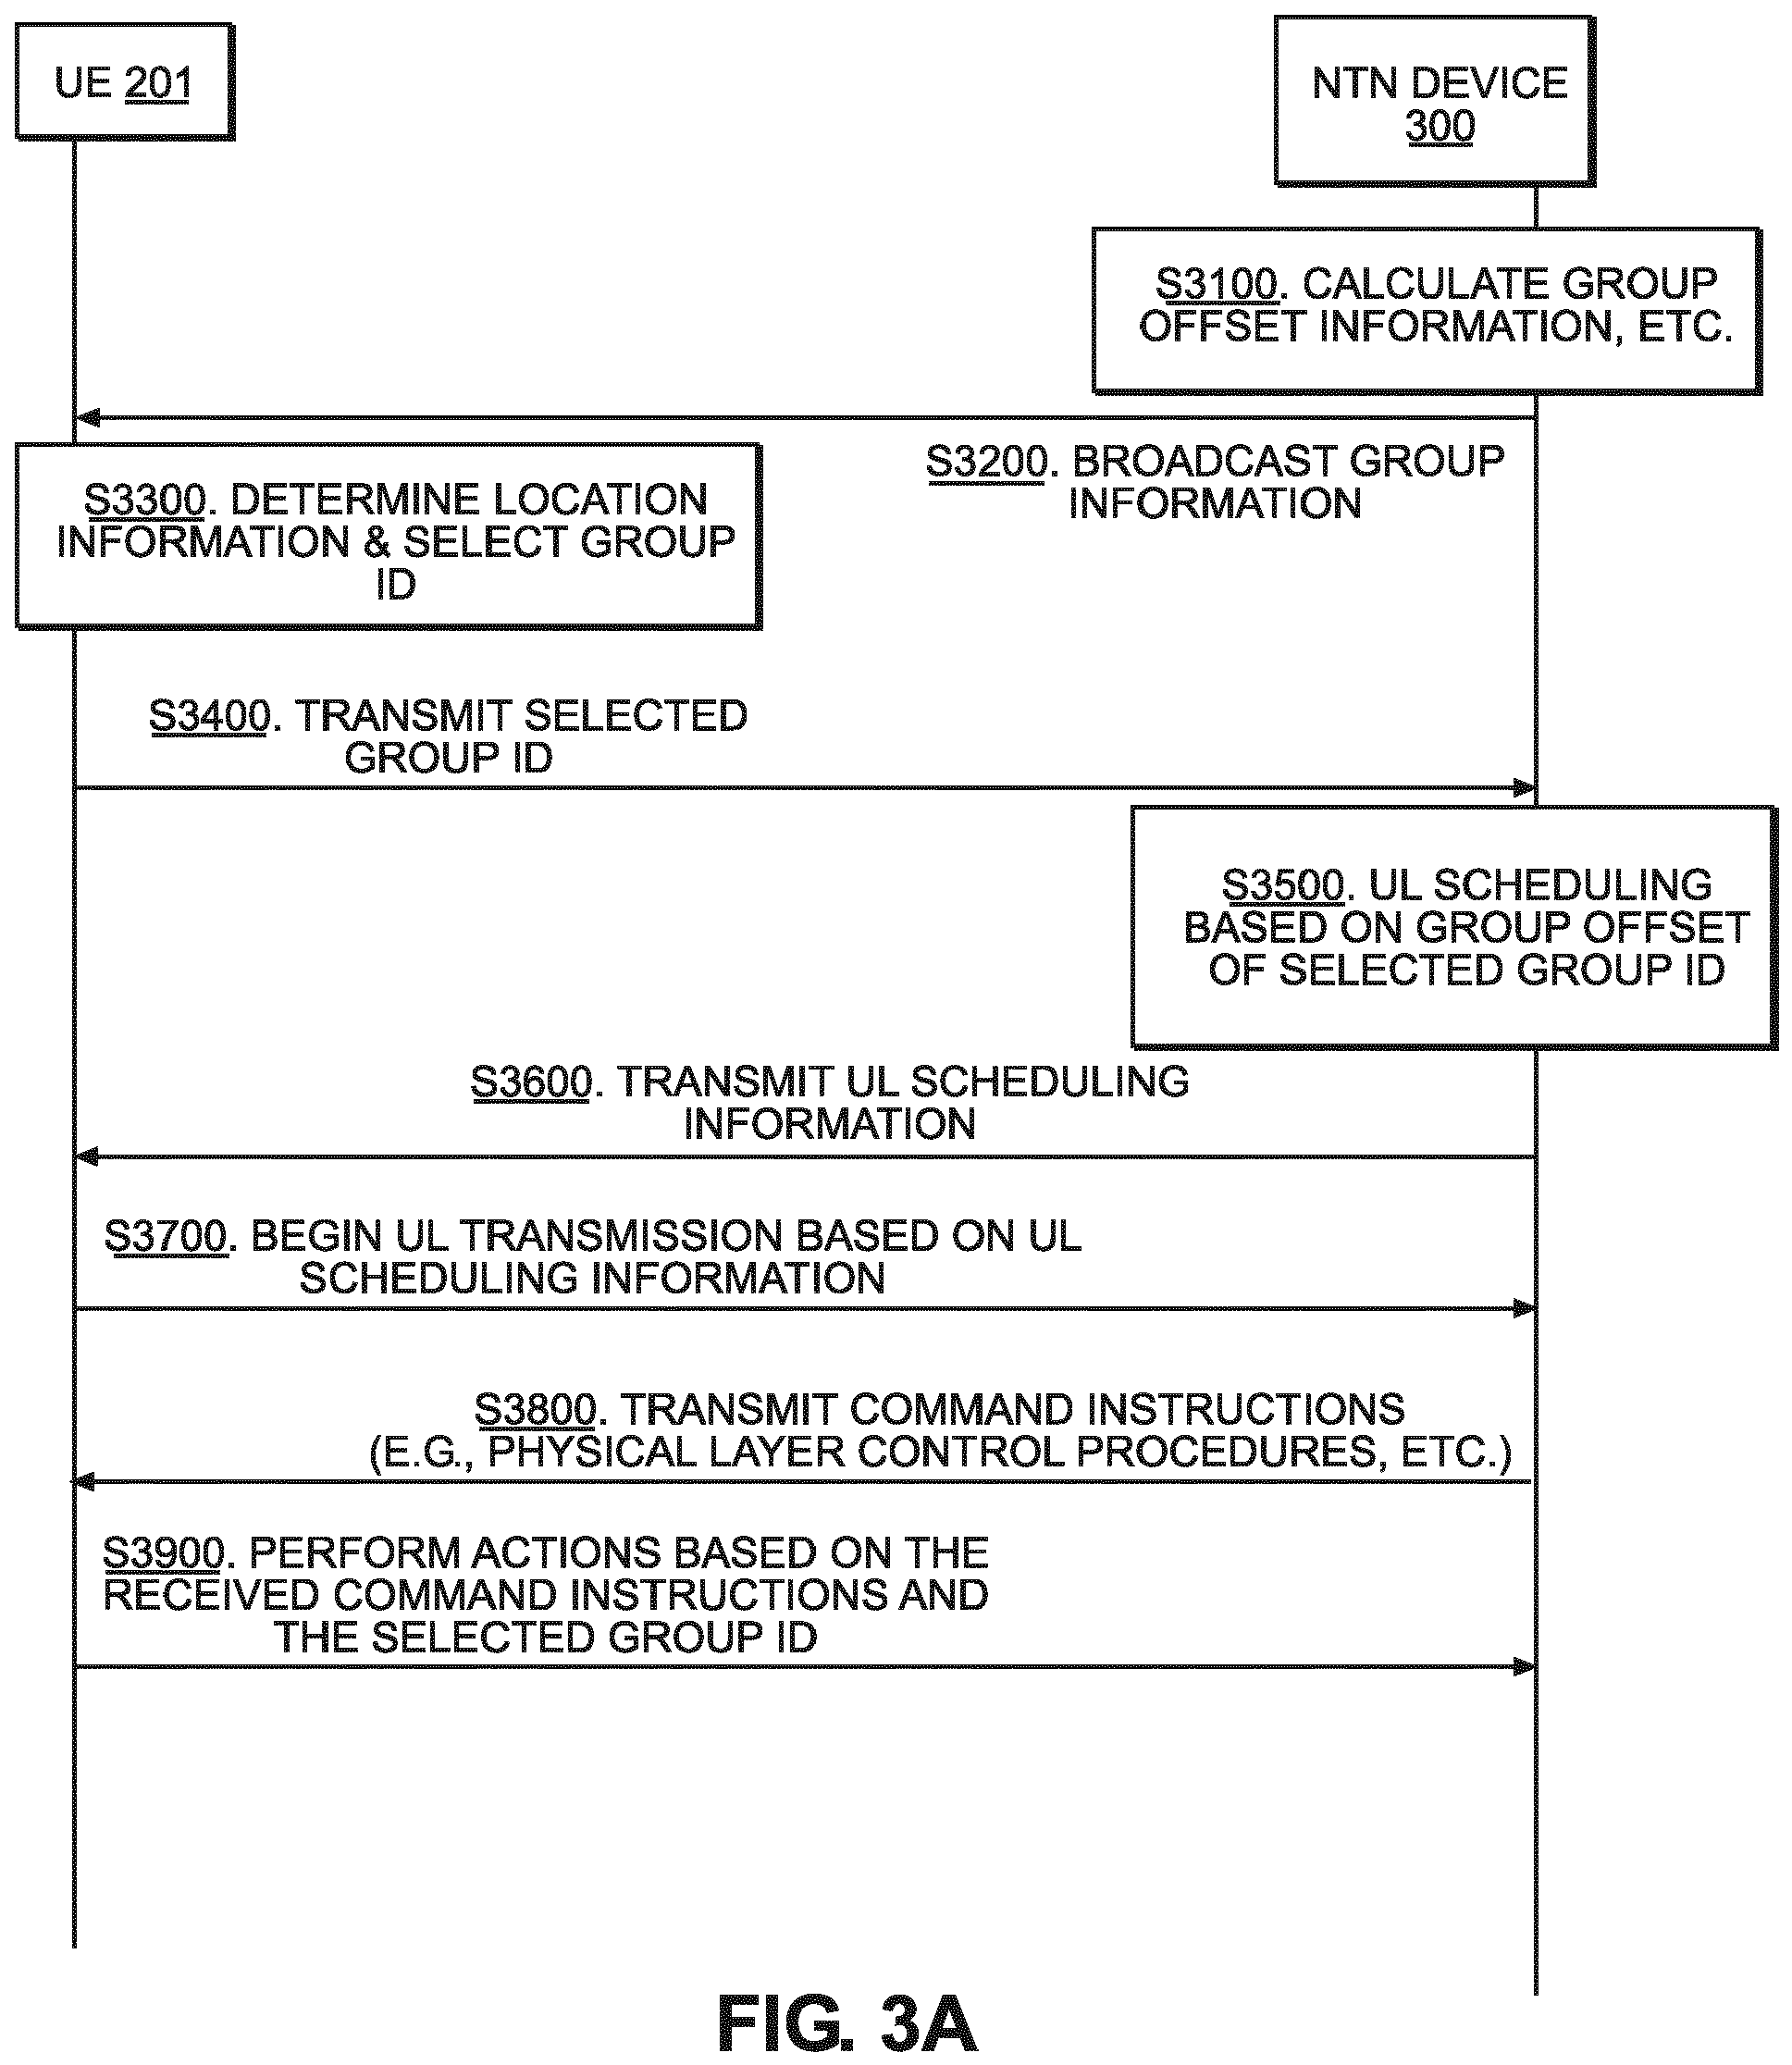 UE 201
NTN DEVICE
300
S3100. CALCULATE GROUP
OFFSET INFORMATION, ETC.
S3200. BROADCAST GROUP
INFORMATION
S3300. DETERMINE LOCATION
INFORMATION & SELECT GROUP
ID
S3400. TRANSMIT SELECTED
GROUP ID
S3500. UL SCHEDULING
BASED ON GROUP OFFSET
OF SELECTED GROUP ID
S3600. TRANSMIT UL SCHEDULING
INFORMATION
S3700. BEGIN UL TRANSMISSION BASED ON UL
SCHEDULING INFORMATION
S3800. TRANSMIT COMMAND INSTRUCTIONS
(E.G., PHYSICAL LAYER CONTROL PROCEDURES, ETC.)
S3900. PERFORM ACTIONS BASED ON THE
RECEIVED COMMAND INSTRUCTIONS AND
THE SELECTED GROUP ID
FIG. 3A